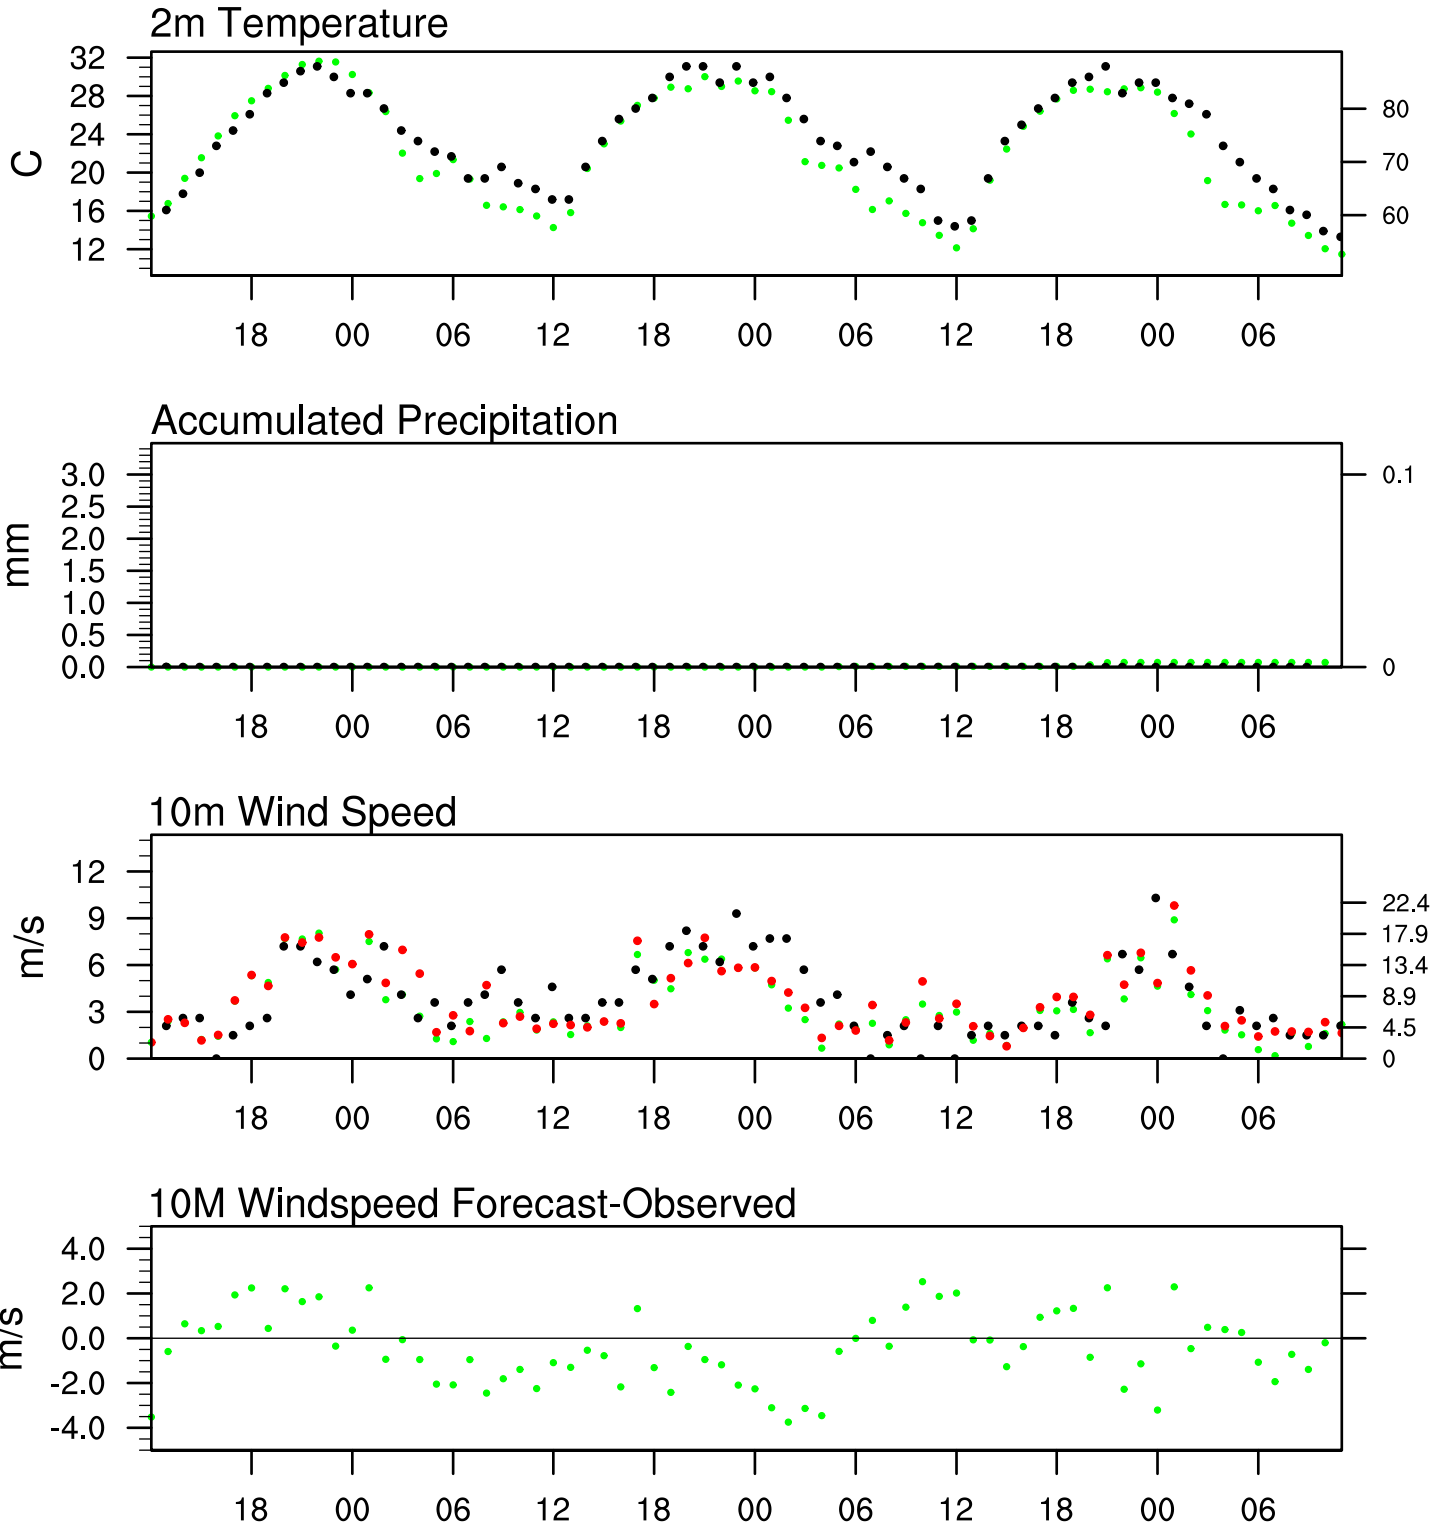 2m Temperature
32
28
24
20
16
12
C
80
70
60
18 00 06 12 18 00 06 12 18 00 06
Accumulated Precipitation
3.0
2.5
2.0
1.5
1.0
0.5
0.0
mm
0.1
0
18 00 06 12 18 00 06 12 18 00 06
10m Wind Speed
12
9
6
3
0
m/s
22.4
17.9
13.4
8.9
4.5
0
18 00 06 12 18 00 06 12 18 00 06
10M Windspeed Forecast-Observed
4.0
2.0
0.0
-2.0
-4.0
m/s
18 00 06 12 18 00 06 12 18 00 06